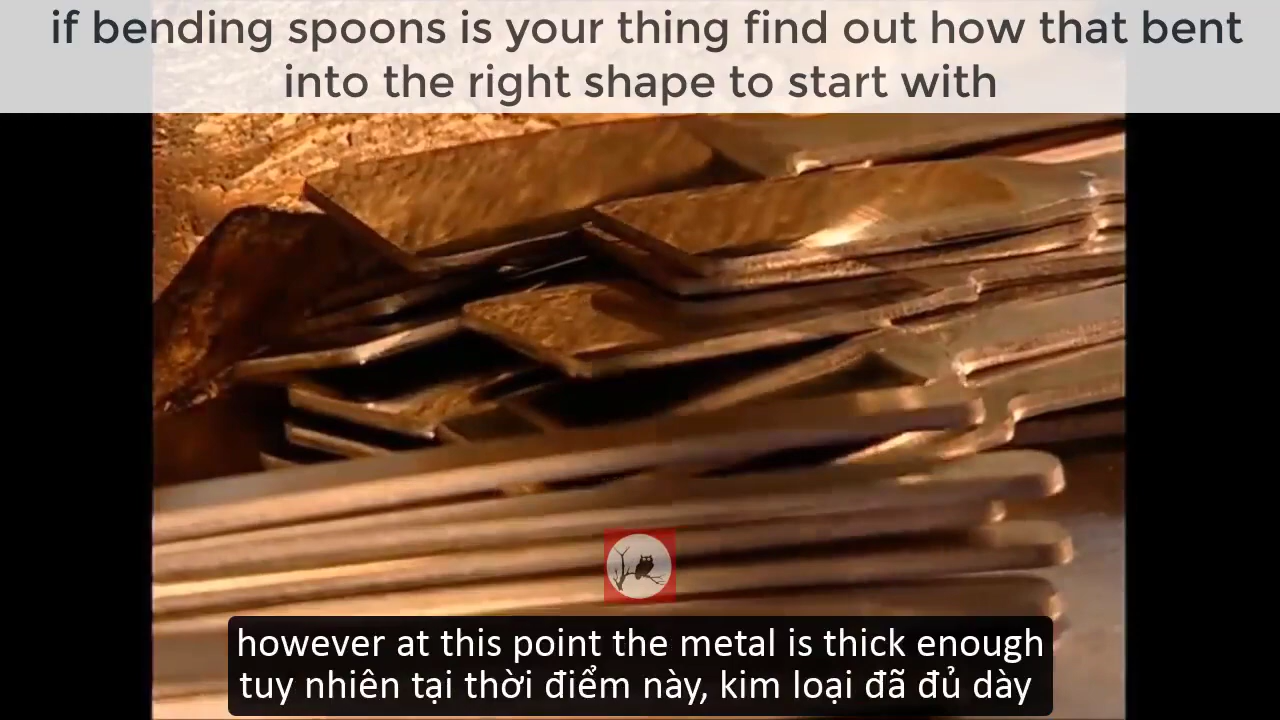 if bending spoons is your thing find out how that bent
into the right shape to start with
however at this point the metal is thick enough
tuy nhiên tại thời điểm này, kim loại đã đủ dày